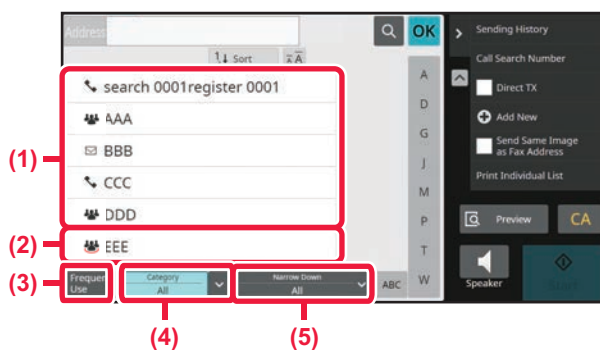 Address
OK
Sort
A
search 0001register 0001
AAA
BBB
CCC
DDD
EEE
A
D
G
J
M
P
T
W
Frequen
Use
Category
All
Narrow Down
All
ABC
Sending History
Call Search Number
Direct TX
Add New
Send Same Image
as Fax Address
Print Individual List
Preview
CA
Speaker
Start
(1)
(2)
(3)
(4)
(5)